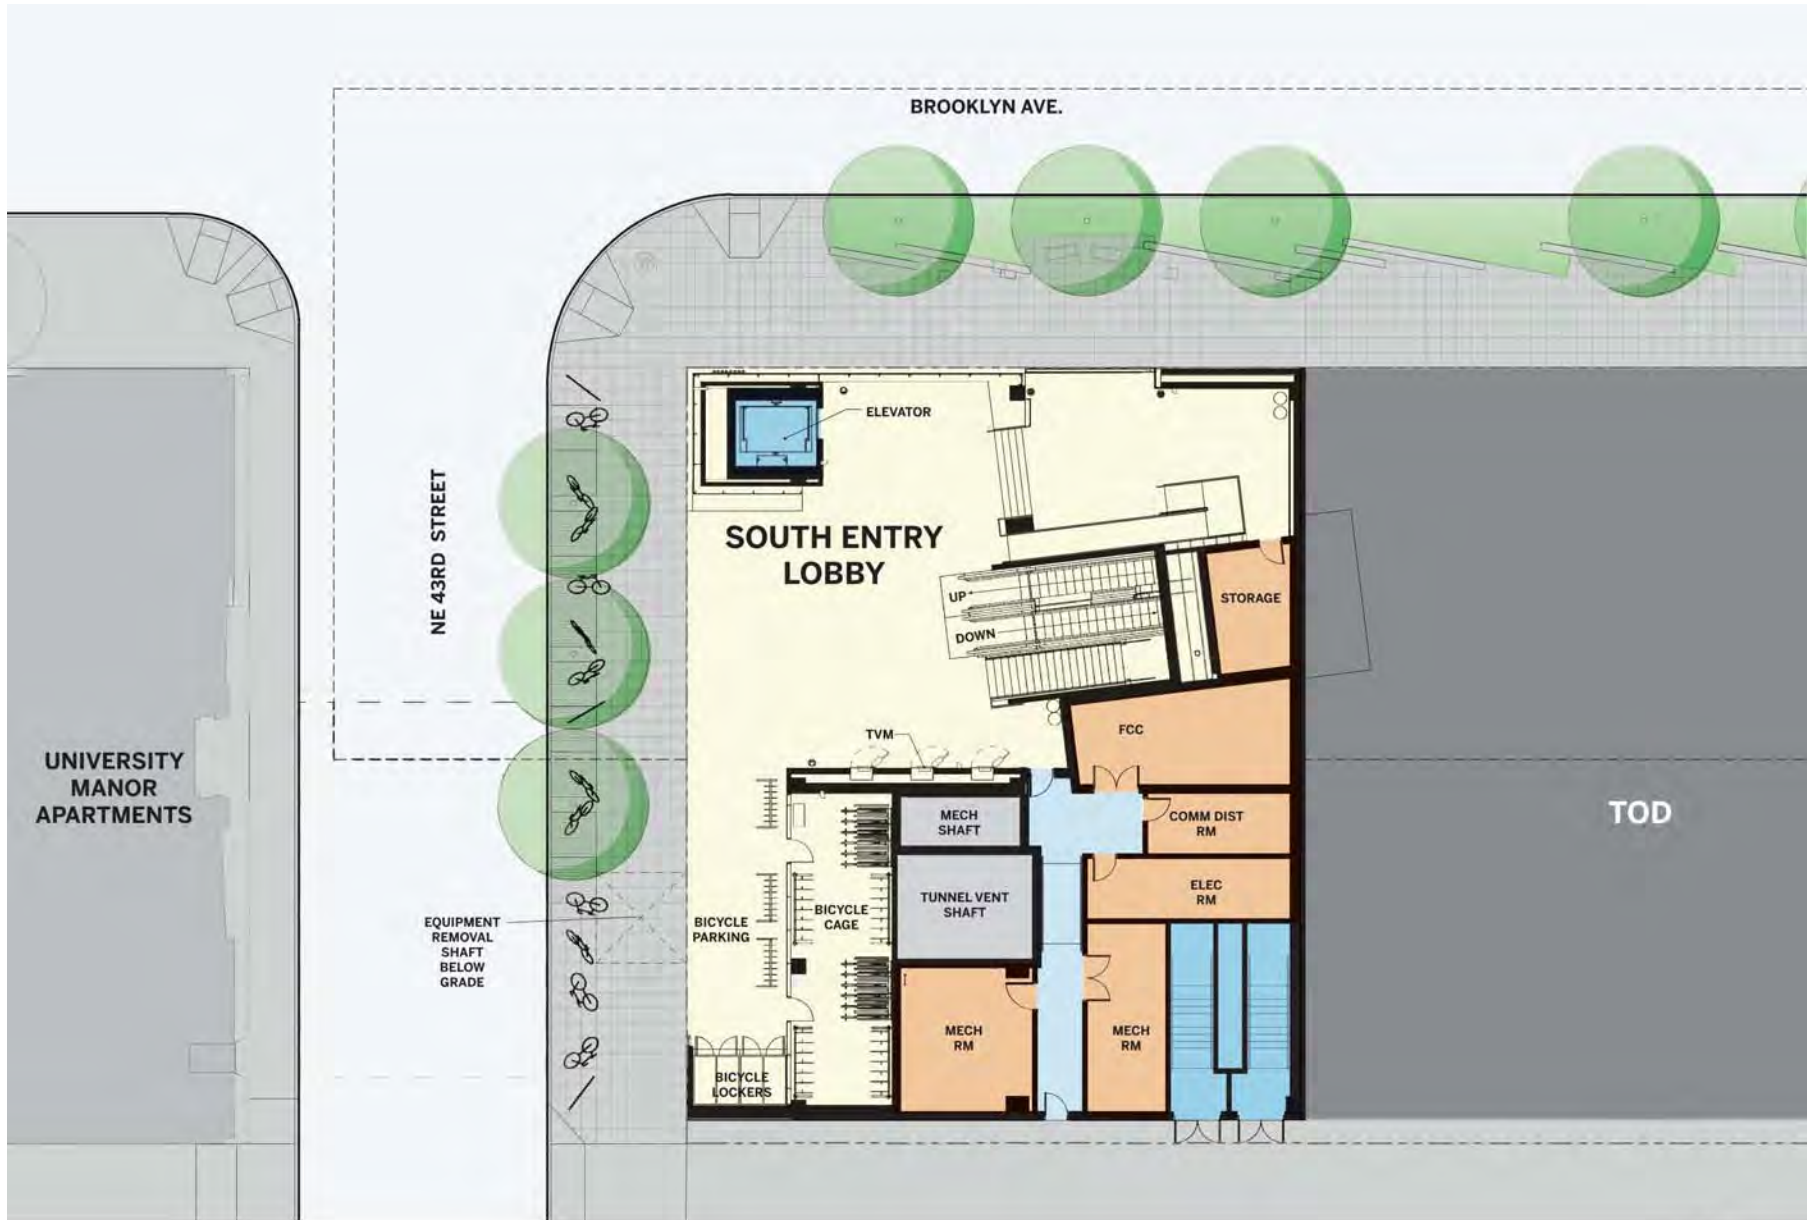 BROOKLYN AVE.
ELEVATOR
NE 43RD STREET
SOUTH ENTRY
LOBBY
UP
DOWN
STORAGE
FCC
TVM
UNIVERSITY
MANOR
APARTMENTS
MECH
SHAFT
COMM DIST
RM
TOD
TUNNEL VENT
SHAFT
ELEC
RM
BICYCLE
CAGE
BICYCLE
PARKING
EQUIPMENT
REMOVAL
SHAFT
BELOW
GRADE
MECH
RM
MECH
RM
BICYCLE
LOCKERS